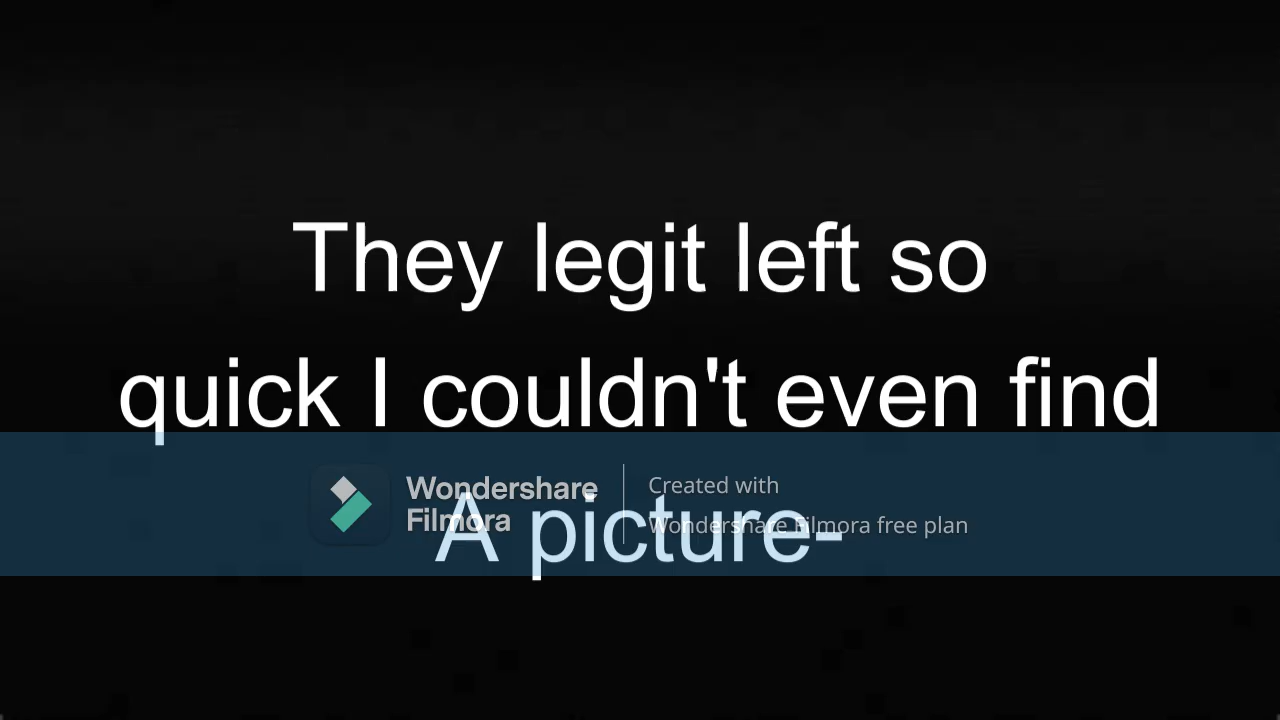 They legit left so
quick I couldn't even find
A picture-
Wondershare
Filmora
Created with
Wondershare Filmora free plan